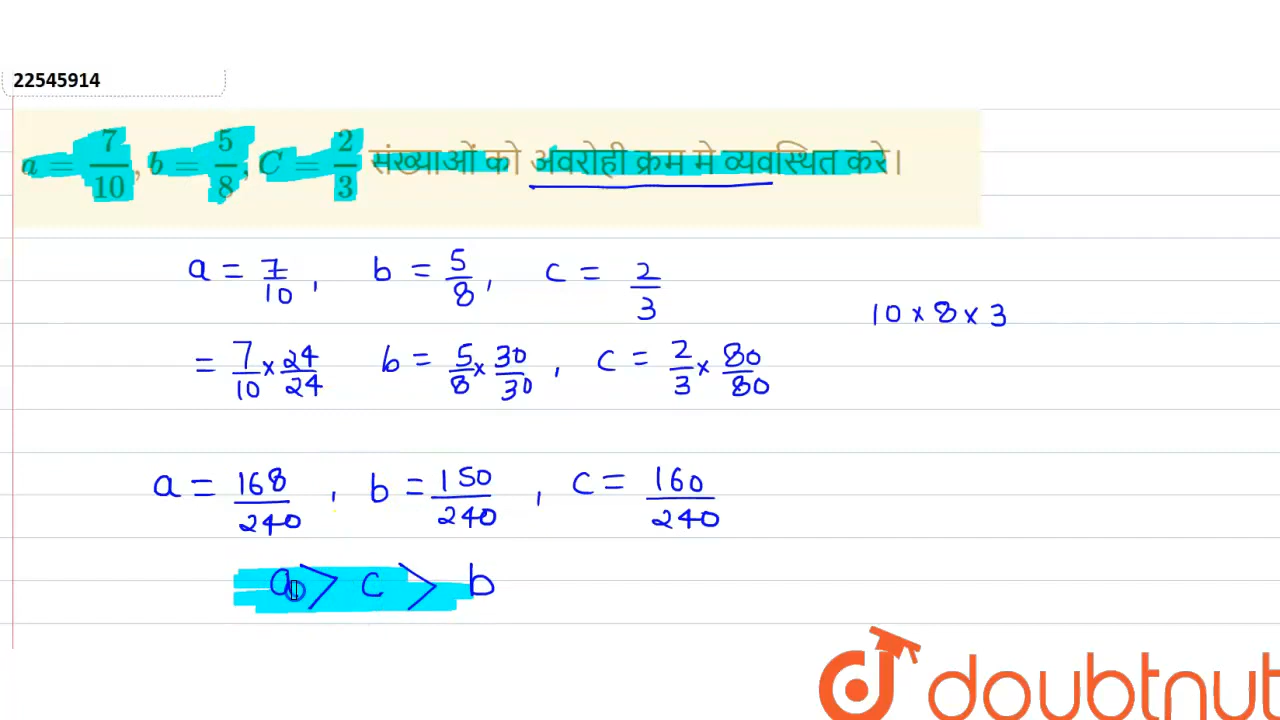 22545914
a = 7/10, b = 5/8, C = 2/3 संख्याओं को अवरोही क्रम मे व्यवस्थित करे।
a = 7/10, b = 5/8, c = 2/3
10 × 8 × 3
= 7/10 × 24/24 b = 5/8 × 30/30, c = 2/3 × 80/80
a = 168/240, b = 150/240, c = 160/240
a > c > b
doubtnut